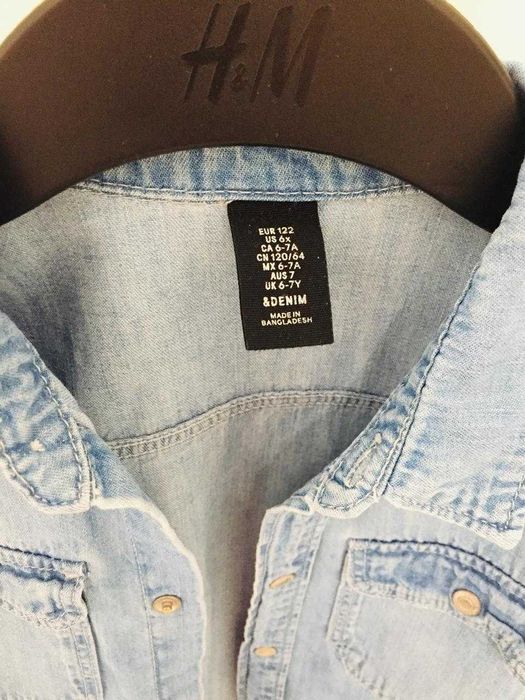 H&M
EUR 122
US 6x
CA 6-7A
CN 120/64
MX 6-7A
AUS 7
UK 6-7Y
&DENIM
MADE IN
BANGLADESH